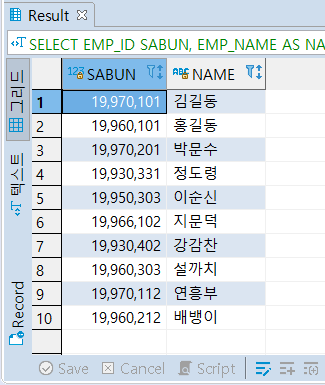 Result
SELECT EMP_ID SABUN, EMP_NAME AS NA
그리드
텍스트
Record
123 SABUN ABC NAME
1 19,970,101 김길동
2 19,960,101 홍길동
3 19,970,201 박문수
4 19,930,331 정도령
5 19,950,303 이순신
6 19,966,102 지문덕
7 19,930,402 강감찬
8 19,960,303 설까치
9 19,970,112 연흥부
10 19,960,212 배뱅이
Save Cancel Script